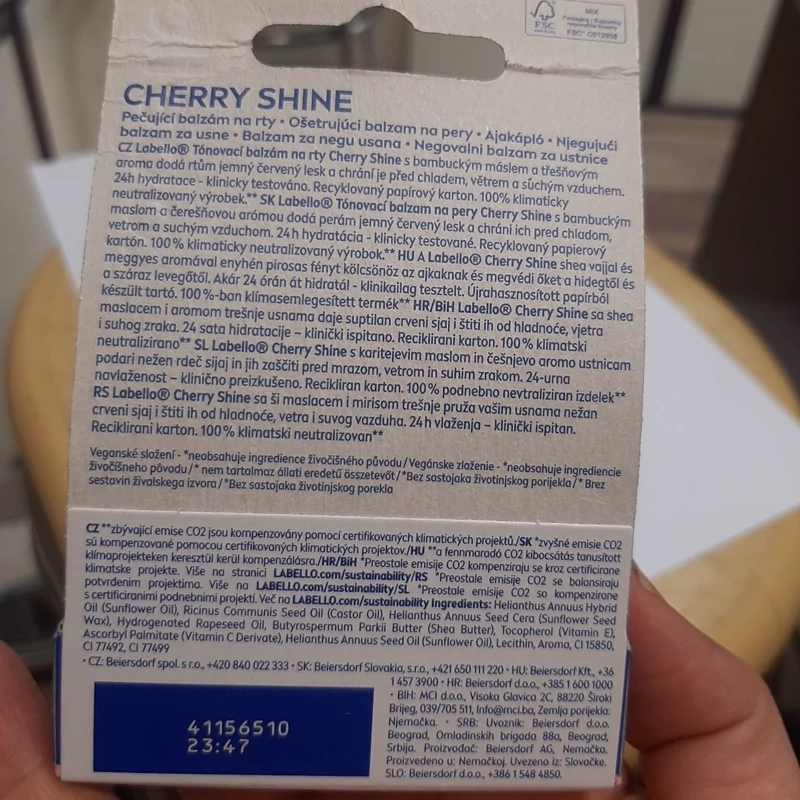 FSC
MIX
Packaging | Supporting
responsible forestry
FSC® C012938
CHERRY SHINE
Pečující balzám na rty • Ošetrujúci balzam na pery • Ajakápló • Njegujući
balzam za usne • Balzam za negu usana • Negovalni balzam za ustnice
CZ Labello® Tónovací balzám na rty Cherry Shine s bambuckým máslem a třešňovým
aroma dodá rtům jemný červený lesk a chrání je před chladem, větrem a suchým vzduchem.
24h hydratace - klinicky testováno. Recyklovaný papírový karton. 100% klimaticky
neutralizovaný výrobek.** SK Labello® Tónovací balzam na pery Cherry Shine s bambuckým
maslom a čerešňovou arómou dodá perám jemný červený lesk a chráni ich pred chladom,
vetrom a suchým vzduchom. 24h hydratácia - klinicky testované. Recyklovaný papierový
kartón. 100% klimaticky neutralizovaný výrobok.** HU A Labello® Cherry Shine shea vajjal és
meggyes aromával enyhén pirosas fényt kölcsönöz az ajkaknak és megvédi őket a hidegtől és
a száraz levegőtől. Akár 24 órán át hidratál - klinikailag tesztelt. Újrahasznosított papírból
készült tartó. 100%-ban klímasemlegesített termék** HR/BiH Labello® Cherry Shine sa shea
maslacem i aromom trešnje usnama daje suptilan crveni sjaj i štiti ih od hladnoće, vjetra
i suhog zraka. 24 sata hidratacije – klinički ispitano. Reciklirani karton. 100% klimatski
neutralizirano** SL Labello® Cherry Shine s karitejevim maslom in češnjevo aromo ustnicam
podari nežen rdeč sijaj in jih zaščiti pred mrazom, vetrom in suhim zrakom. 24-urna
navlaženost – klinično preizkušeno. Recikliran karton. 100% podnebno nevtraliziran izdelek**
RS Labello® Cherry Shine sa ši maslacem i mirisom trešnje pruža vašim usnama nežan
crveni sjaj i štiti ih od hladnoće, vetra i suvog vazduha. 24h vlaženja – klinički ispitan.
Reciklirani karton. 100% klimatski neutralizovan**
Veganské složení - *neobsahuje ingredience živočišného původu/Vegánske zloženie - *neobsahuje ingrediencie
živočíšneho pôvodu/* nem tartalmaz állati eredetű összetevőt/*Bez sastojaka životinjskog porijekla/* Brez
sestavin živalskega izvora/*Bez sastojaka životinjskog porekla
CZ **zbývající emise CO2 jsou kompenzovány pomocí certifikovaných klimatických projektů./SK *zvyšné emisie CO2
sú kompenzované pomocou certifikovaných klimatických projektov./HU **a fennmaradó CO2 kibocsátás tanusított
klímaprojekteken keresztül kerül kompenzálásra./HR/BiH *Preostale emisije CO2 kompenziraju se kroz certificirane
klimatske projekte. Više na stranici LABELLO.com/sustainability/RS *Preostale emisije CO2 se balansiraju
potvrđenim projektima. Više na LABELLO.com/sustainability/SL *Preostale emisije CO2 so kompenzirane
s certificiranimi podnebnimi projekti. Več na LABELLO.com/sustainability Ingredients: Helianthus Annuus Hybrid
Oil (Sunflower Oil), Ricinus Communis Seed Oil (Castor Oil), Helianthus Annuus Seed Cera (Sunflower Seed
Wax), Hydrogenated Rapeseed Oil, Butyrospermum Parkii Butter (Shea Butter), Tocopherol (Vitamin E),
Ascorbyl Palmitate (Vitamin C Derivate), Helianthus Annuus Seed Oil (Sunflower Oil), Lecithin, Aroma, CI 15850,
CI 77492, CI 77499
• CZ: Beiersdorf spol. s r.o., +420 840 022 333 • SK: Beiersdorf Slovakia, s.r.o., +421 650 111 220 • HU: Beiersdorf Kft., +36
1 457 3900 • HR: Beiersdorf d.o.o., +385 1 600 1000
• BIH: MCI d.o.o., Visoka Glavica 2C, 88220 Široki
Brijeg, 039/705 511, Info@mci.ba, Zemlja porijekla:
Njemačka. • SRB: Uvoznik: Beiersdorf d.o.o.
Beograd, Omladinskih brigada 88a, Beograd,
Srbija. Proizvođač: Beiersdorf AG, Nemačka.
Proizvedeno u: Nemačkoj. Uvezeno iz: Slovačke.
SLO: Beiersdorf d.o.o., +386 1 548 4850.
41156510
23:47